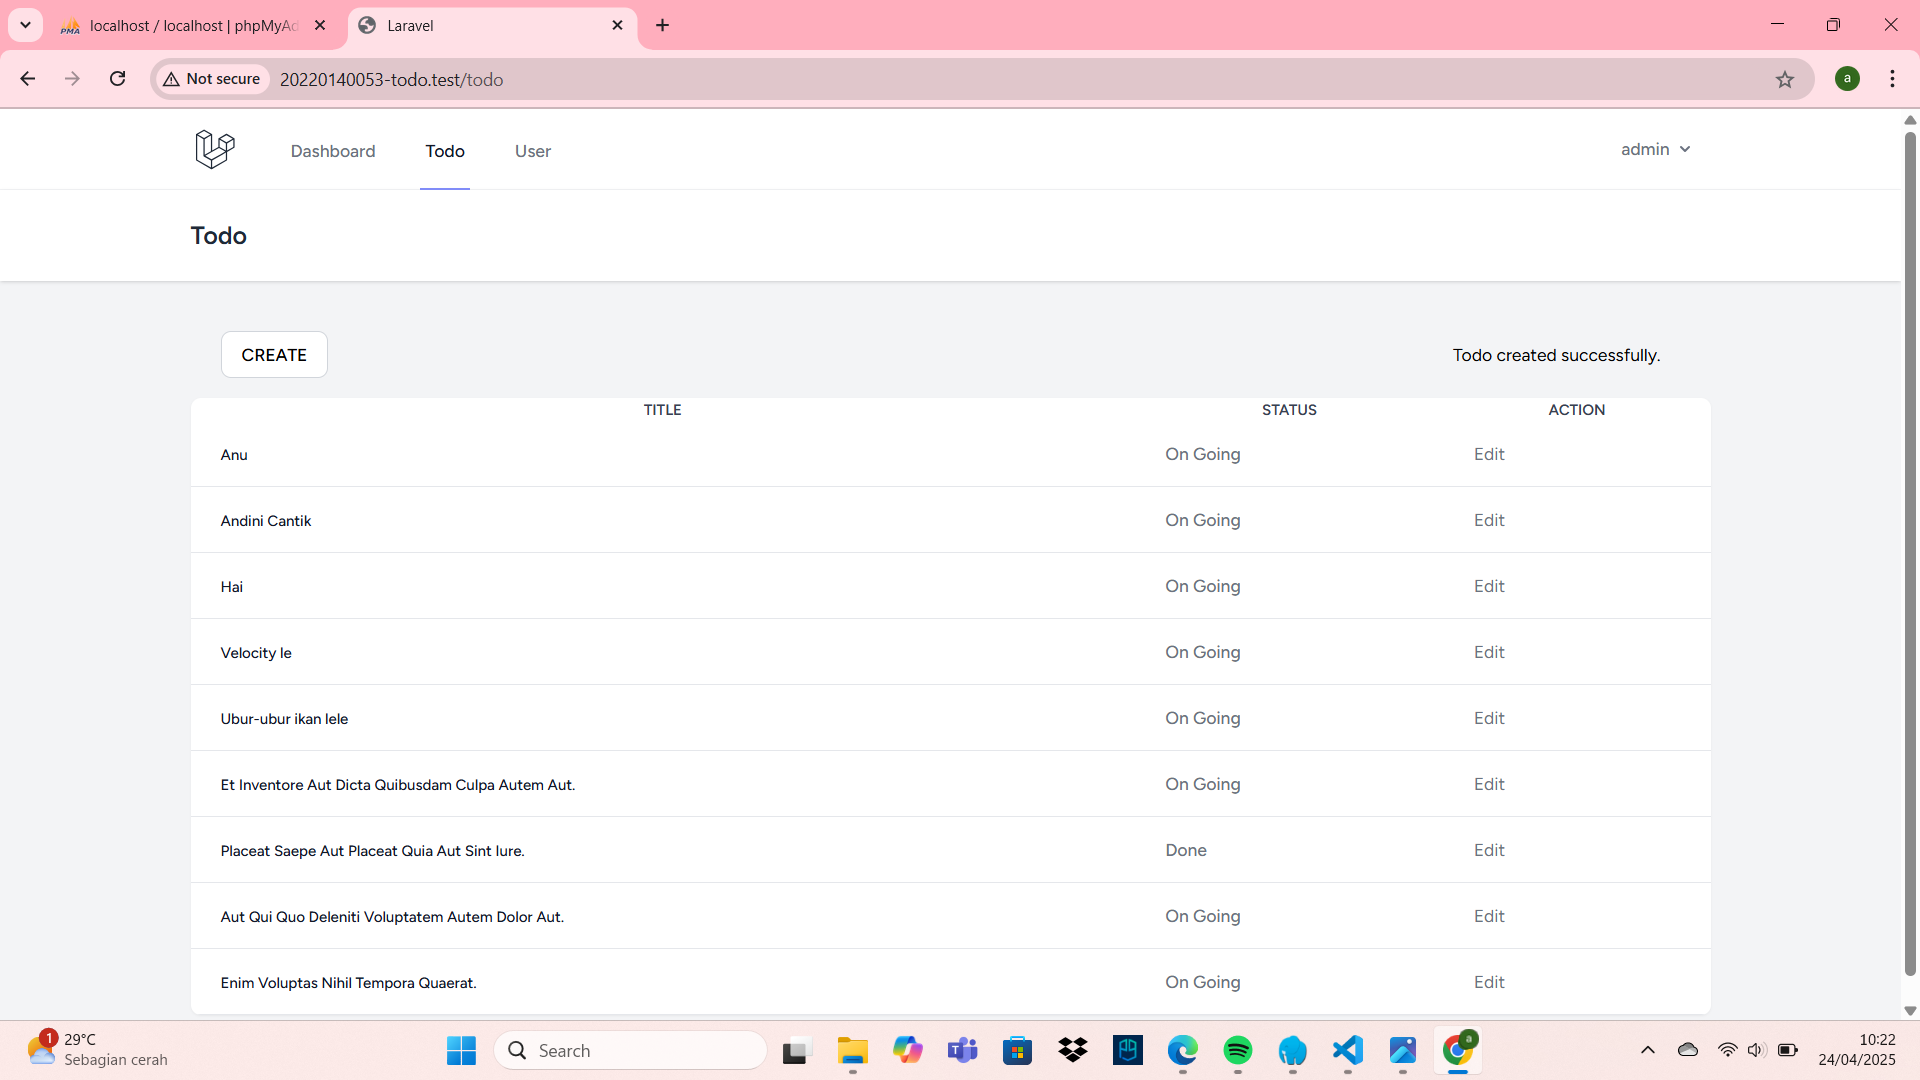 localhost / localhost | phpMyAd
Laravel
Not secure
20220140053-todo.test/todo
a
Dashboard
Todo
User
admin
Todo
CREATE
Todo created successfully.
TITLE STATUS ACTION
Anu On Going Edit
Andini Cantik On Going Edit
Hai On Going Edit
Velocity Ie On Going Edit
Ubur-ubur ikan lele On Going Edit
Et Inventore Aut Dicta Quibusdam Culpa Autem Aut. On Going Edit
Placeat Saepe Aut Placeat Quia Aut Sint Iure. Done Edit
Aut Qui Quo Deleniti Voluptatem Autem Dolor Aut. On Going Edit
Enim Voluptas Nihil Tempora Quaerat. On Going Edit
1
29°C
Sebagian cerah
Search
a
10:22
24/04/2025